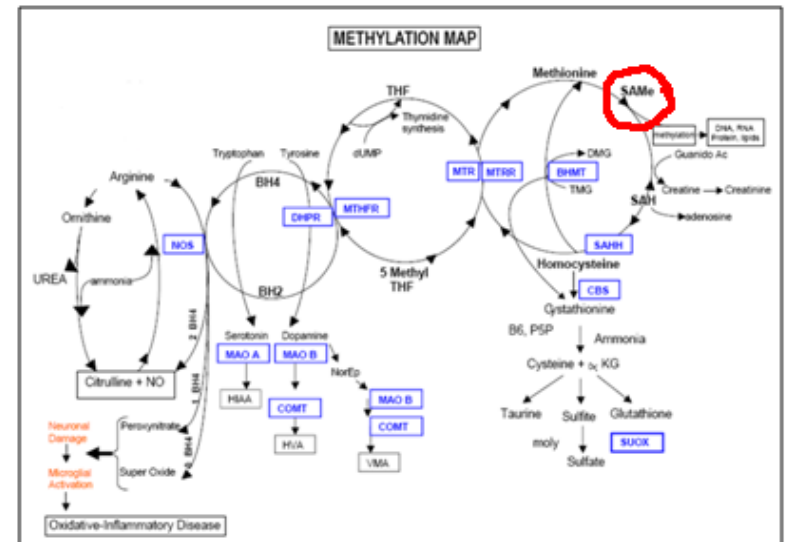 METHYLATION MAP
Methionine
SAMe
THF
Thymidine
synthesis
dUMP
methylation
DNA, RNA
Protein, lipids
DMG
Guanido Ac
Tryptophan
Tyrosine
MTR
MTRR
BHMT
Arginine
BH4
TMG
Creatine
Creatinine
SAH
MTHFR
DHPR
adenosine
Ornithine
NOS
SAHH
Homocysteine
5 Methyl
THF
UREA
ammonia
BH2
CBS
Cystathionine
2 BH4
Serotonin
Dopamine
B6, P5P
Ammonia
MAO A
MAO B
NorEp
Cysteine + KG
Citrulline + NO
1 BH4
HIAA
COMT
MAO B
Taurine
Sulfite
Glutathione
Neuronal
Damage
Peroxynitrate
COMT
HVA
moly
SUOX
0 BH4
VMA
Sulfate
Microglial
Activation
Super Oxide
Oxidative-Inflammatory Disease